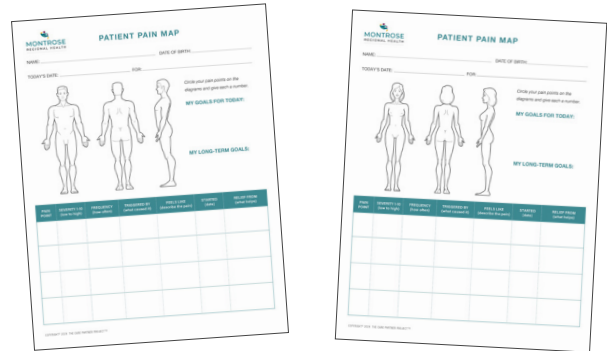 MONTROSE
REGIONAL HEALTH
PATIENT PAIN MAP
NAME:
DATE OF BIRTH:
TODAY'S DATE:
FOR:
Circle your pain points on the
diagrams and give each a number.
MY GOALS FOR TODAY:
MY LONG-TERM GOALS:
PAIN POINT
SEVERITY 1-10 (low to high)
FREQUENCY (how often)
TRIGGERED BY (what causes it)
FEELS LIKE (describe the pain)
STARTED (date)
RELIEF FROM (what helps)
MONTROSE
REGIONAL HEALTH
PATIENT PAIN MAP
NAME:
DATE OF BIRTH:
TODAY'S DATE:
FOR:
Circle your pain points on the
diagrams and give each a number.
MY GOALS FOR TODAY:
MY LONG-TERM GOALS:
PAIN POINT
SEVERITY 1-10 (low to high)
FREQUENCY (how often)
TRIGGERED BY (what causes it)
FEELS LIKE (describe the pain)
STARTED (date)
RELIEF FROM (what helps)